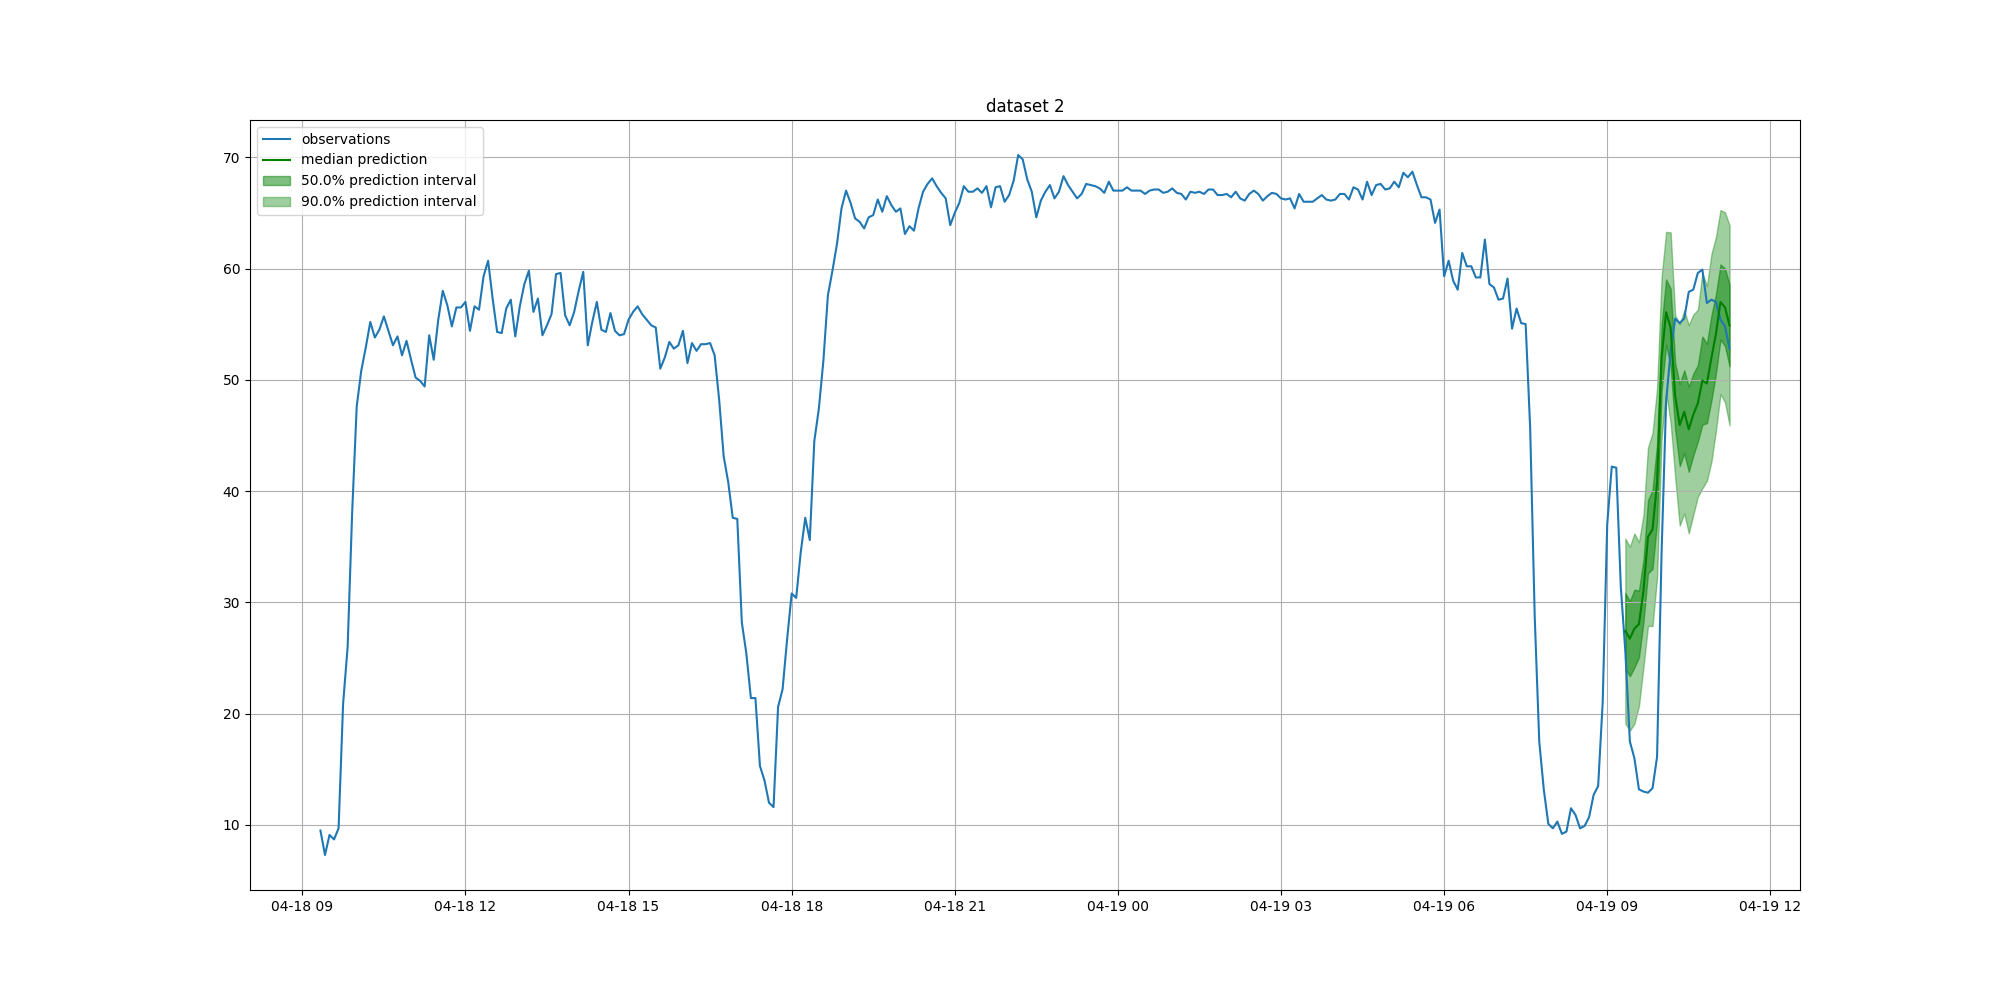 dataset 2
observations
median prediction
50.0% prediction interval
90.0% prediction interval
70
60
50
40
30
20
10
04-18 09 04-18 12 04-18 15 04-18 18 04-18 21 04-19 00 04-19 03 04-19 06 04-19 09 04-19 12